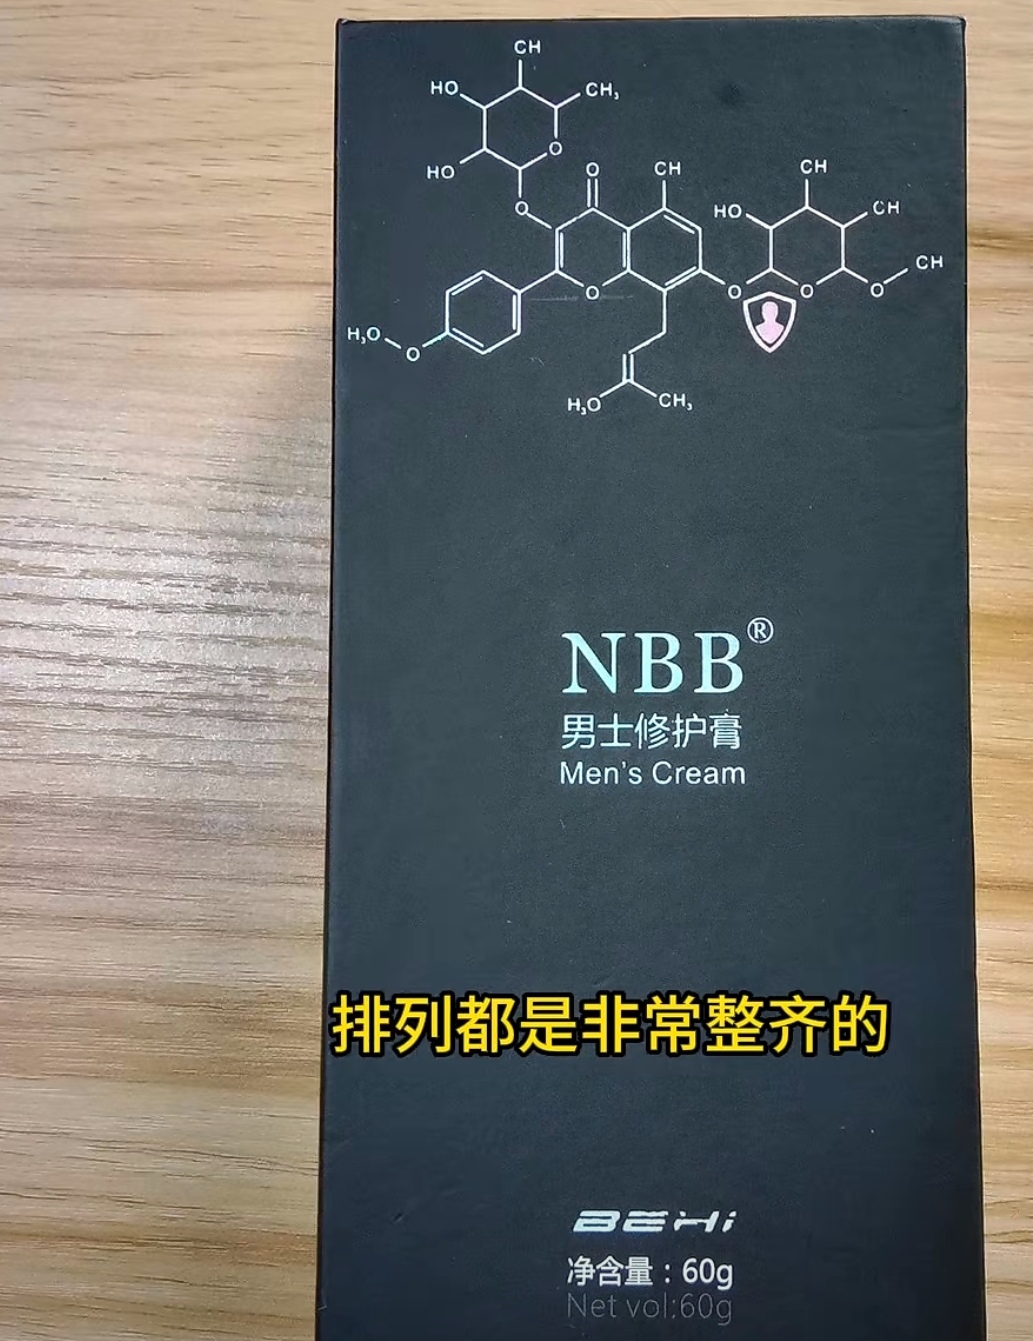 CH
HO
CH₃
HO
O
O
O
CH
HO
CH
CH
CH
O
O
O
O
H₃O
O
H₃O
CH₃
NBB®
男士修护膏
Men's Cream
排列都是非常整齐的
BEHi
净含量：60g
Net vol:60g